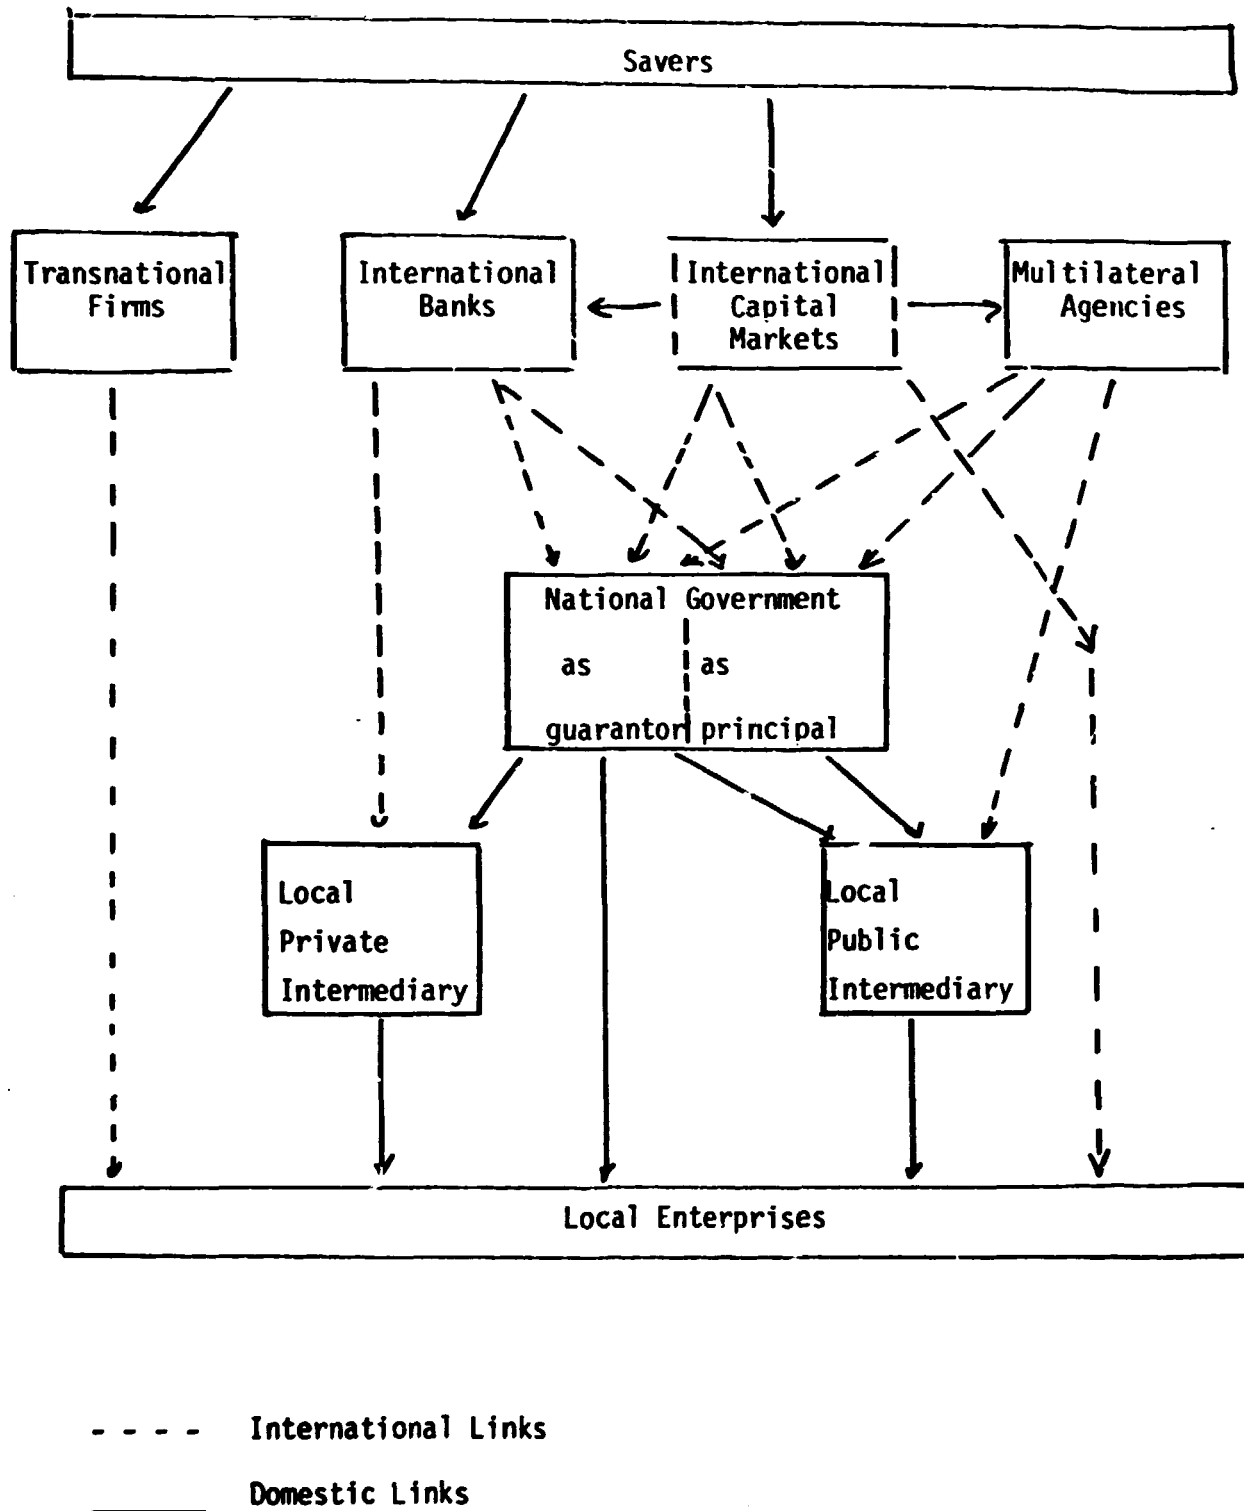 Savers
Transnational
Firms
International
Banks
International
Capital
Markets
Multilateral
Agencies
National Government
as as
guarantor principal
Local
Private
Intermediary
Local
Public
Intermediary
Local Enterprises
International Links
Domestic Links